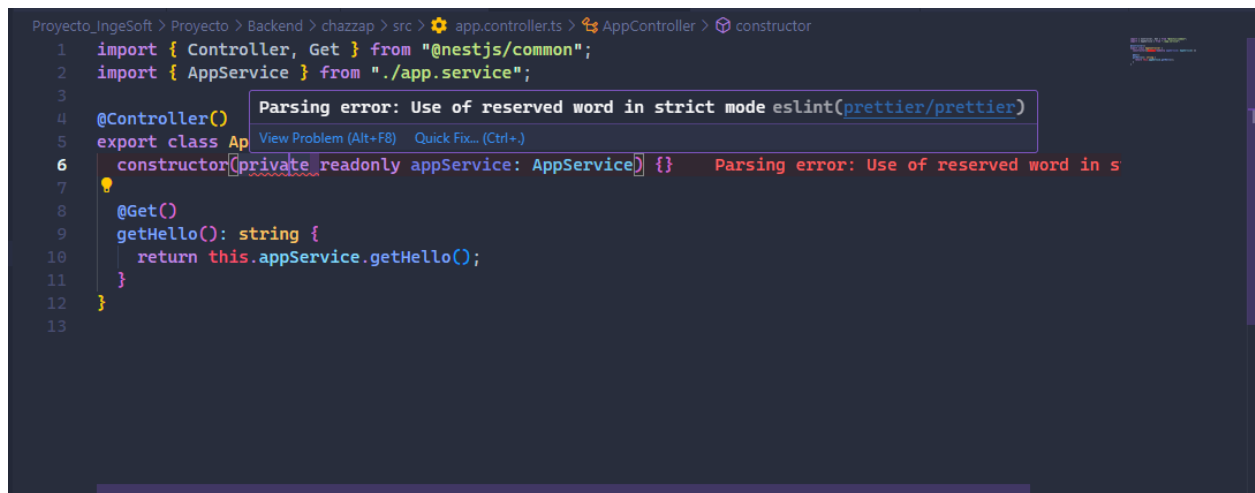 Proyecto_IngeSoft > Proyecto > Backend > chazzap > src > app.controller.ts > AppController > constructor
1 import { Controller, Get } from "@nestjs/common";
2 import { AppService } from "./app.service";
3
Parsing error: Use of reserved word in strict mode eslint(prettier/prettier)
4 @Controller()
View Problem (Alt+F8) Quick Fix... (Ctrl+.)
5 export class Ap
6 constructor(private readonly appService: AppService) {} Parsing error: Use of reserved word in s
7
8 @Get()
9 getHello(): string {
10 return this.appService.getHello();
11 }
12 }
13